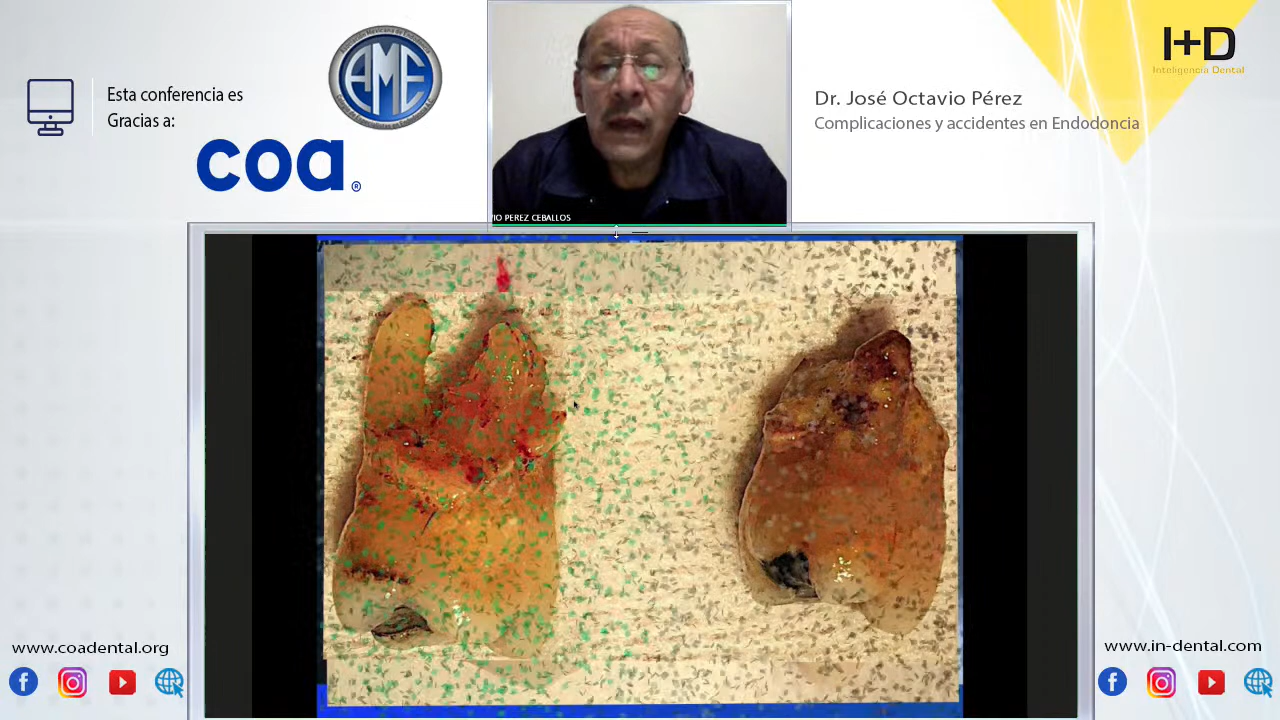 Esta conferencia es
Gracias a:
AME
coa®
IO PEREZ CEBALLOS
I+D
Inteligencia Dental
Dr. José Octavio Pérez
Complicaciones y accidentes en Endodoncia
www.coadental.org
www.in-dental.com